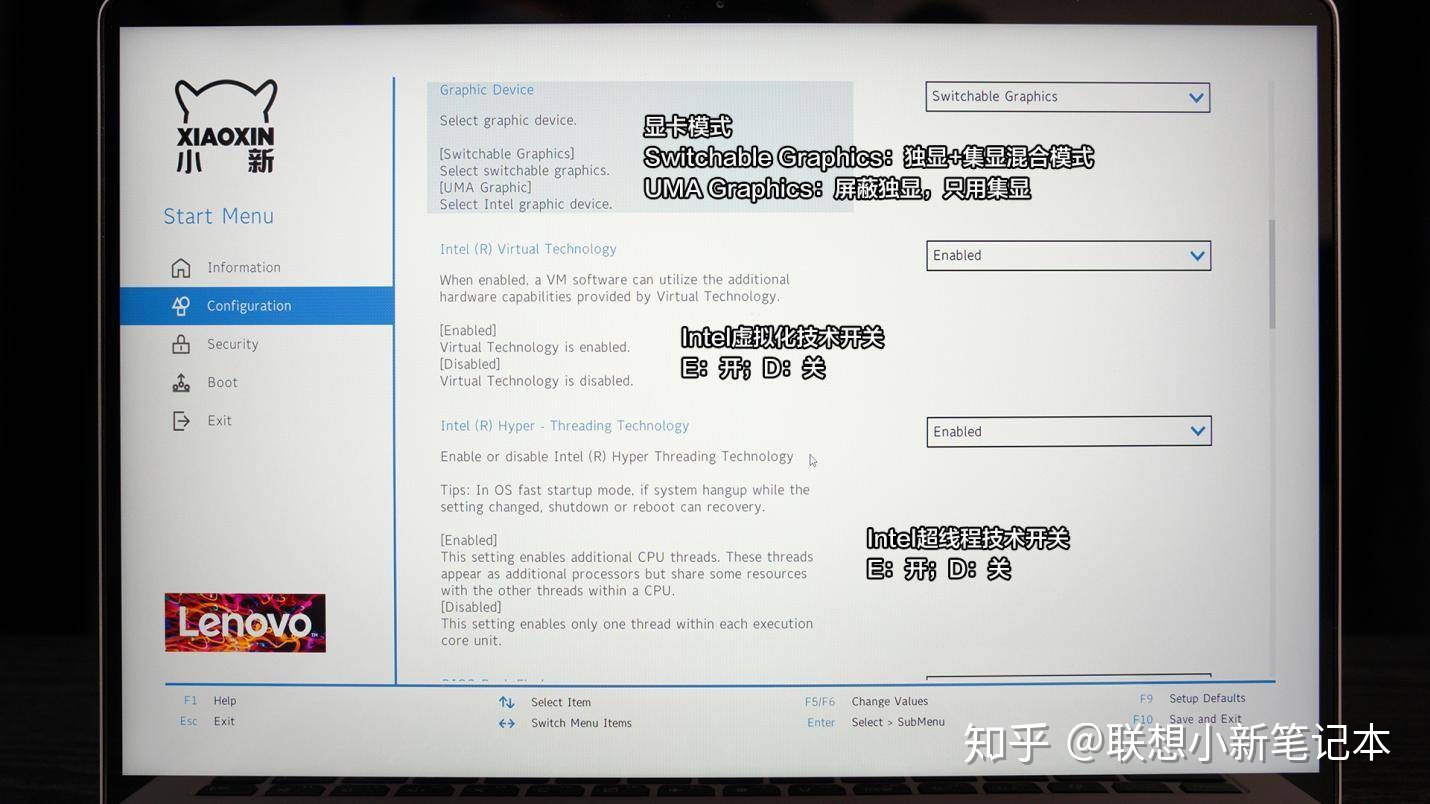 XIAOXIN
小 新
Start Menu
Information
Configuration
Security
Boot
Exit
Lenovo
Graphic Device
Select graphic device.
[Switchable Graphics]
Select switchable graphics.
[UMA Graphic]
Select Intel graphic device.
Switchable Graphics
显卡模式
Switchable Graphics：独显+集显混合模式
UMA Graphics：屏蔽独显，只用集显
Intel (R) Virtual Technology
Enabled
When enabled, a VM software can utilize the additional
hardware capabilities provided by Virtual Technology.
[Enabled]
Virtual Technology is enabled.
[Disabled]
Virtual Technology is disabled.
Intel虚拟化技术开关
E：开；D：关
Intel (R) Hyper - Threading Technology
Enabled
Enable or disable Intel (R) Hyper Threading Technology
Tips: In OS fast startup mode, if system hangup while the
setting changed, shutdown or reboot can recovery.
[Enabled]
This setting enables additional CPU threads. These threads
appear as additional processors but share some resources
with the other threads within a CPU.
[Disabled]
This setting enables only one thread within each execution
core unit.
Intel超线程技术开关
E：开；D：关
F1 Help
Esc Exit
Select Item
Switch Menu Items
F5/F6 Change Values
Enter Select > SubMenu
F9 Setup Defaults
F10 Save and Exit
知乎 @联想小新笔记本